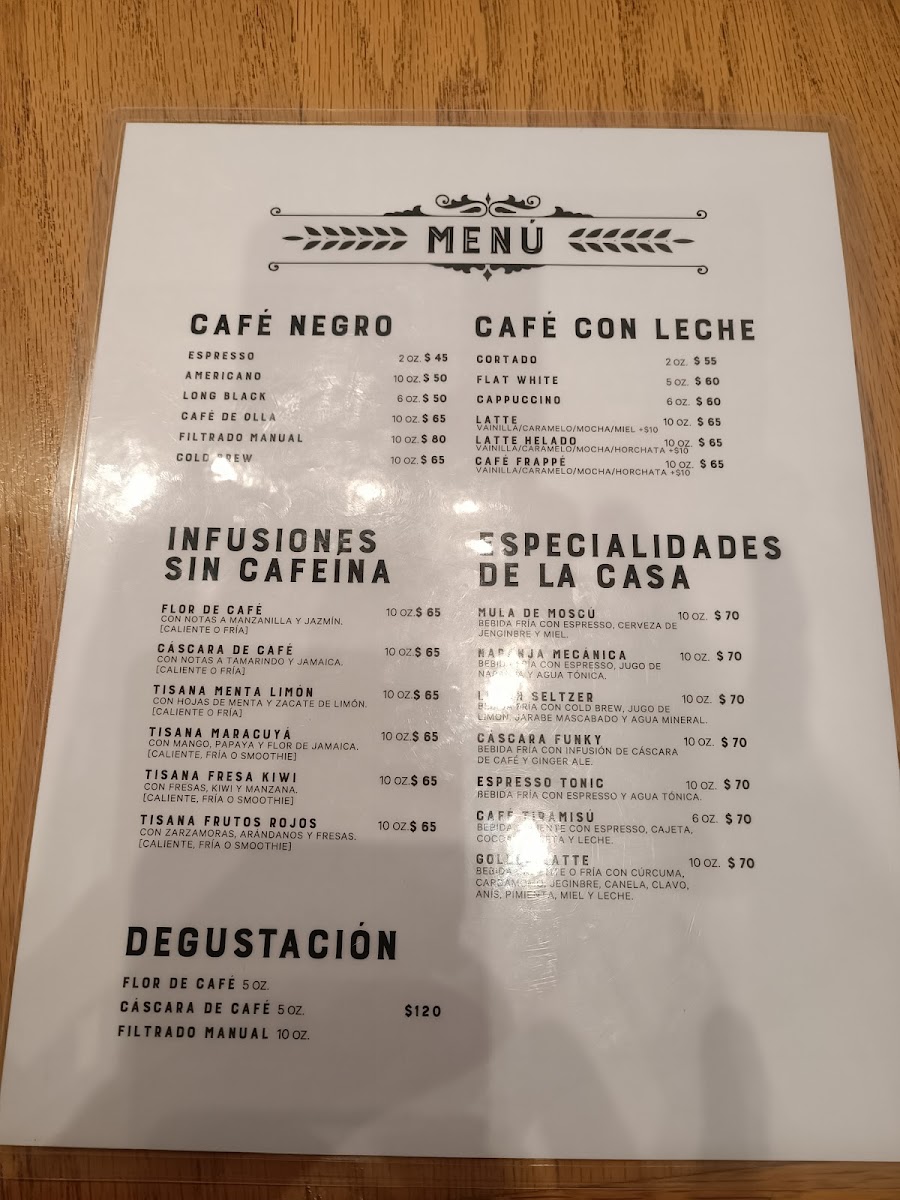 MENÚ
CAFÉ NEGRO
ESPRESSO 2 OZ. $ 45
AMERICANO 10 OZ. $ 50
LONG BLACK 6 OZ. $ 50
CAFÉ DE OLLA 10 OZ. $ 65
FILTRADO MANUAL 10 OZ. $ 80
COLD BREW 10 OZ. $ 65
CAFÉ CON LECHE
CORTADO 2 OZ. $ 55
FLAT WHITE 5 OZ. $ 60
CAPPUCCINO 6 OZ. $ 60
LATTE 10 OZ. $ 65
VAINILLA/CARAMELO/MOCHA/MIEL +$10
LATTE HELADO 10 OZ. $ 65
VAINILLA/CARAMELO/MOCHA/HORCHATA +$10
CAFÉ FRAPPÉ 10 OZ. $ 65
VAINILLA/CARAMELO/MOCHA/HORCHATA +$10
INFUSIONES
SIN CAFEÍNA
FLOR DE CAFÉ 10 OZ. $ 65
CON NOTAS A MANZANILLA Y JAZMÍN.
[CALIENTE O FRÍA]
CÁSCARA DE CAFÉ 10 OZ. $ 65
CON NOTAS A TAMARINDO Y JAMAICA.
[CALIENTE O FRÍA]
TISANA MENTA LIMÓN 10 OZ. $ 65
CON HOJAS DE MENTA Y ZACATE DE LIMÓN.
[CALIENTE O FRÍA]
TISANA MARACUYÁ 10 OZ. $ 65
CON MANGO, PAPAYA Y FLOR DE JAMAICA.
[CALIENTE, FRÍA O SMOOTHIE]
TISANA FRESA KIWI 10 OZ. $ 65
CON FRESAS, KIWI Y MANZANA.
[CALIENTE, FRÍA O SMOOTHIE]
TISANA FRUTOS ROJOS 10 OZ. $ 65
CON ZARZAMORAS, ARÁNDANOS Y FRESAS.
[CALIENTE, FRÍA O SMOOTHIE]
ESPECIALIDADES
DE LA CASA
MULA DE MOSCÚ 10 OZ. $ 70
BEBIDA FRÍA CON ESPRESSO, CERVEZA DE
JENGINBRE Y MIEL.
NARANJA MECÁNICA 10 OZ. $ 70
BEBIDA FRÍA CON ESPRESSO, JUGO DE
NARANJA Y AGUA TÓNICA.
SELTZER 10 OZ. $ 70
BEBIDA FRÍA CON COLD BREW, JUGO DE
LIMÓN, JARABE MASCABADO Y AGUA MINERAL.
CÁSCARA FUNKY 10 OZ. $ 70
BEBIDA FRÍA CON INFUSIÓN DE CÁSCARA
DE CAFÉ Y GINGER ALE.
ESPRESSO TONIC 10 OZ. $ 70
BEBIDA FRÍA CON ESPRESSO Y AGUA TÓNICA.
CAFÉ TIRAMISÚ 6 OZ. $ 70
BEBIDA CALIENTE CON ESPRESSO, CAJETA,
Y LECHE.
LATTE 10 OZ. $ 70
BEBIDA CALIENTE O FRÍA CON CÚRCUMA,
CARDAMOMO, JEGINBRE, CANELA, CLAVO,
ANÍS, PIMIENTA, MIEL Y LECHE.
DEGUSTACIÓN
FLOR DE CAFÉ 5 OZ.
CÁSCARA DE CAFÉ 5 OZ. $120
FILTRADO MANUAL 10 OZ.